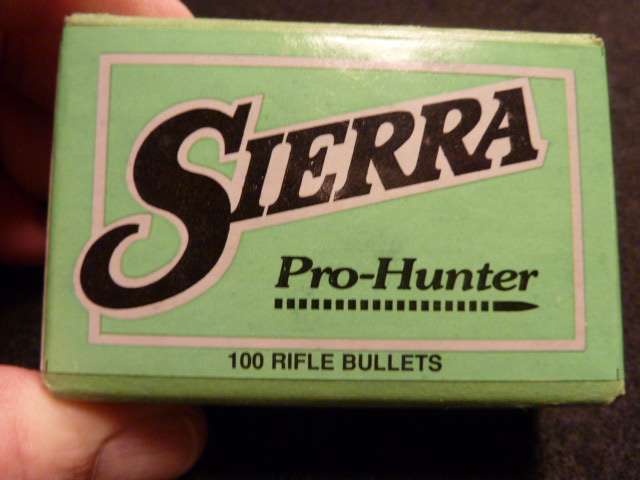 SIERRA
Pro-Hunter
100 RIFLE BULLETS